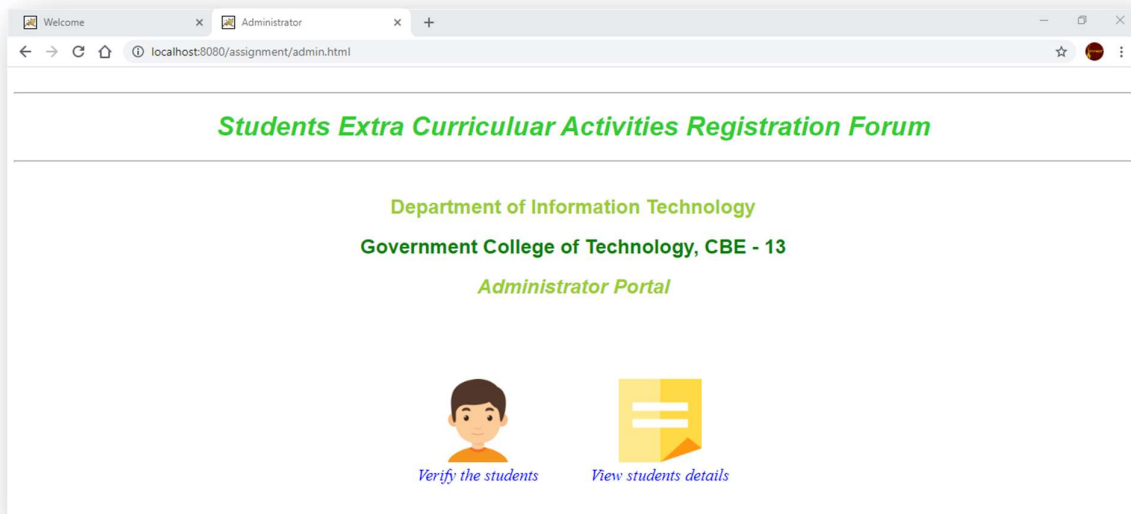 Welcome
Administrator
localhost:8080/assignment/admin.html
Students Extra Curriculuar Activities Registration Forum
Department of Information Technology
Government College of Technology, CBE - 13
Administrator Portal
Verify the students
View students details